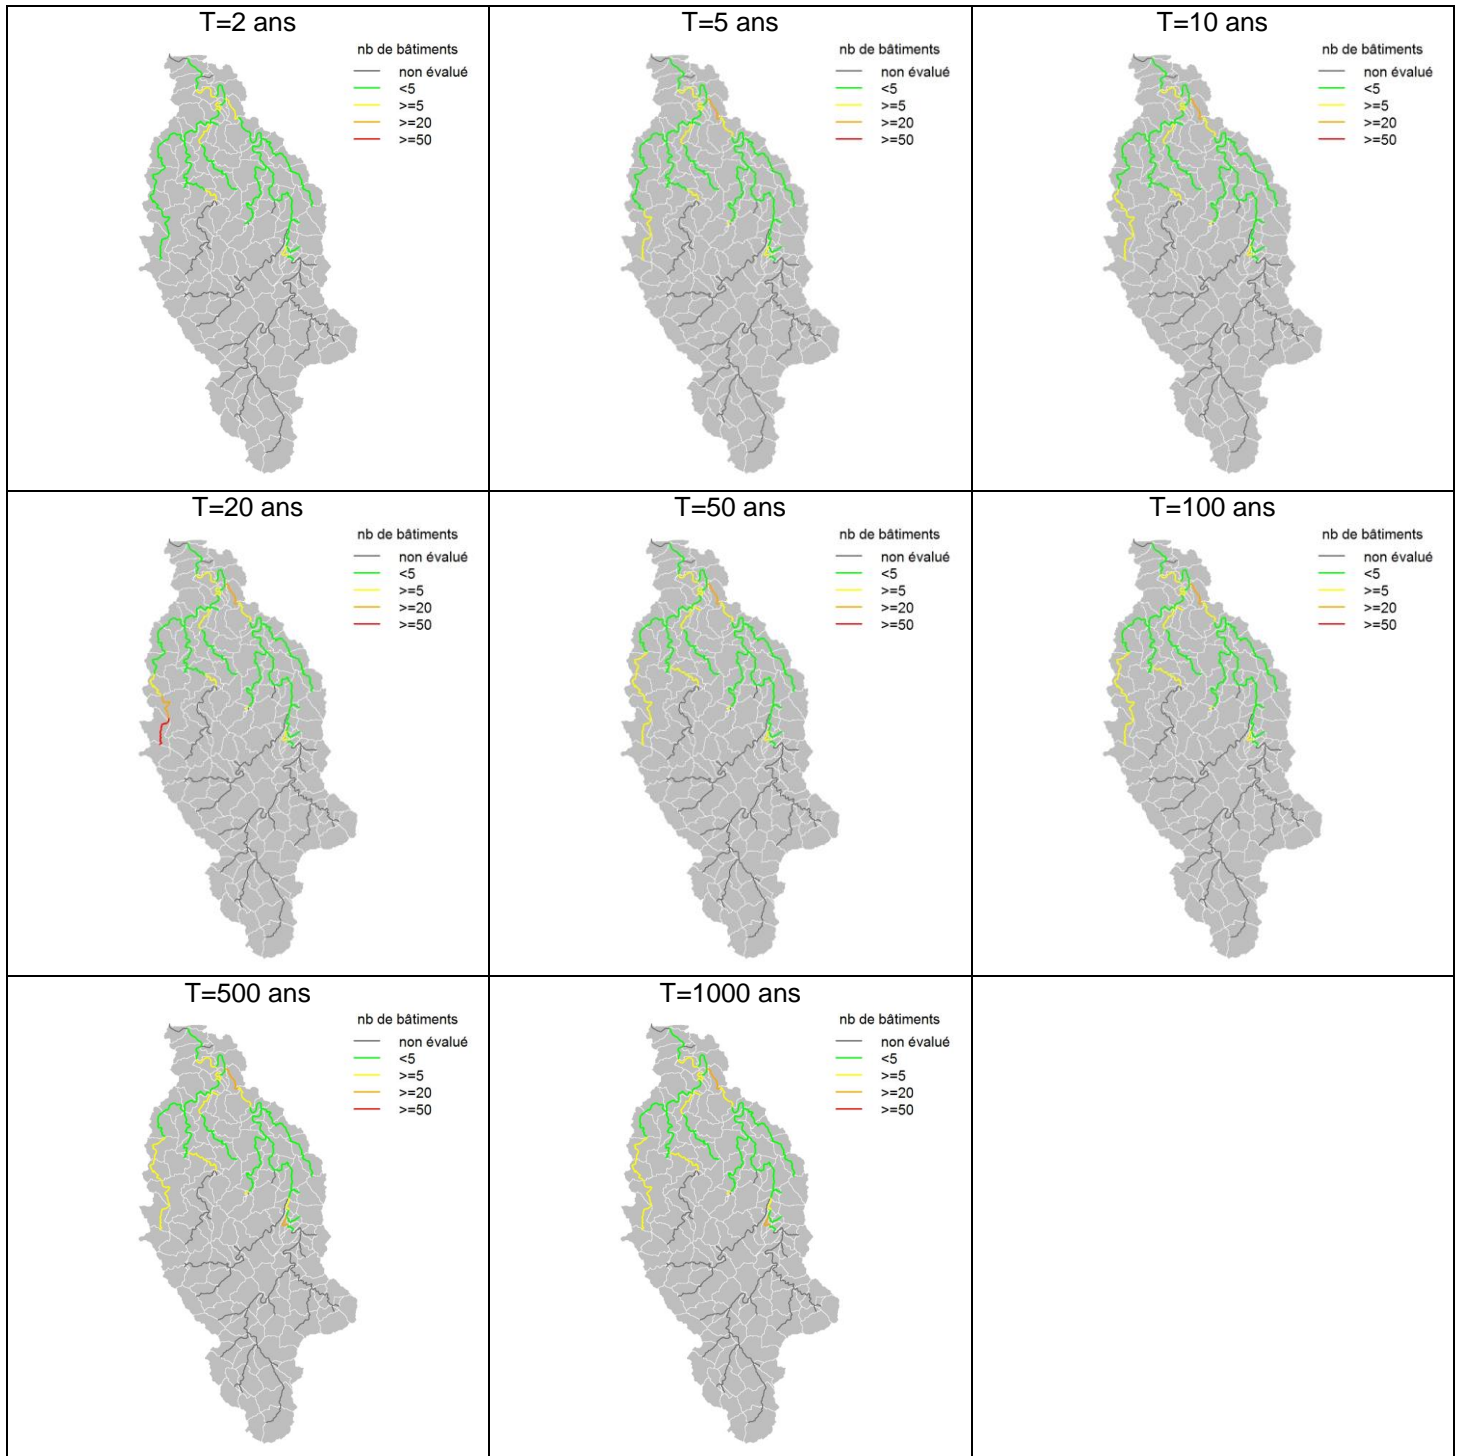 T=2 ans
nb de bâtiments
non évalué
<5
>=5
>=20
>=50
T=5 ans
nb de bâtiments
non évalué
<5
>=5
>=20
>=50
T=10 ans
nb de bâtiments
non évalué
<5
>=5
>=20
>=50
T=20 ans
nb de bâtiments
non évalué
<5
>=5
>=20
>=50
T=50 ans
nb de bâtiments
non évalué
<5
>=5
>=20
>=50
T=100 ans
nb de bâtiments
non évalué
<5
>=5
>=20
>=50
T=500 ans
nb de bâtiments
non évalué
<5
>=5
>=20
>=50
T=1000 ans
nb de bâtiments
non évalué
<5
>=5
>=20
>=50